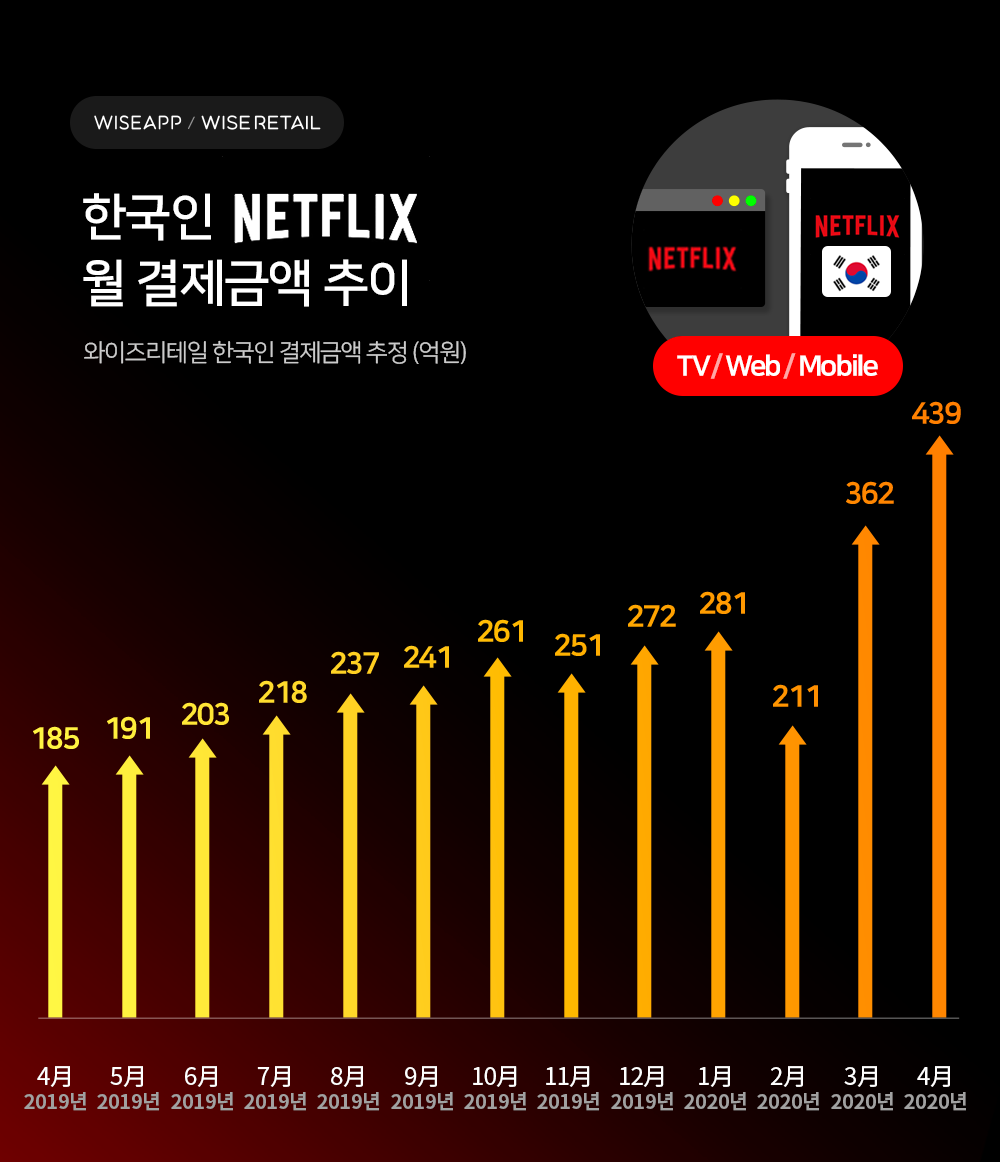 WISEAPP / WISERETAIL
한국인 NETFLIX
월 결제금액 추이
와이즈리테일 한국인 결제금액 추정 (억원)
NETFLIX
NETFLIX
TV / Web / Mobile
185
191
203
218
237
241
261
251
272
281
211
362
439
4月 5月 6月 7月 8月 9月 10月 11月 12月 1月 2月 3月 4月
2019년 2019년 2019년 2019년 2019년 2019년 2019년 2019년 2019년 2020년 2020년 2020년 2020년